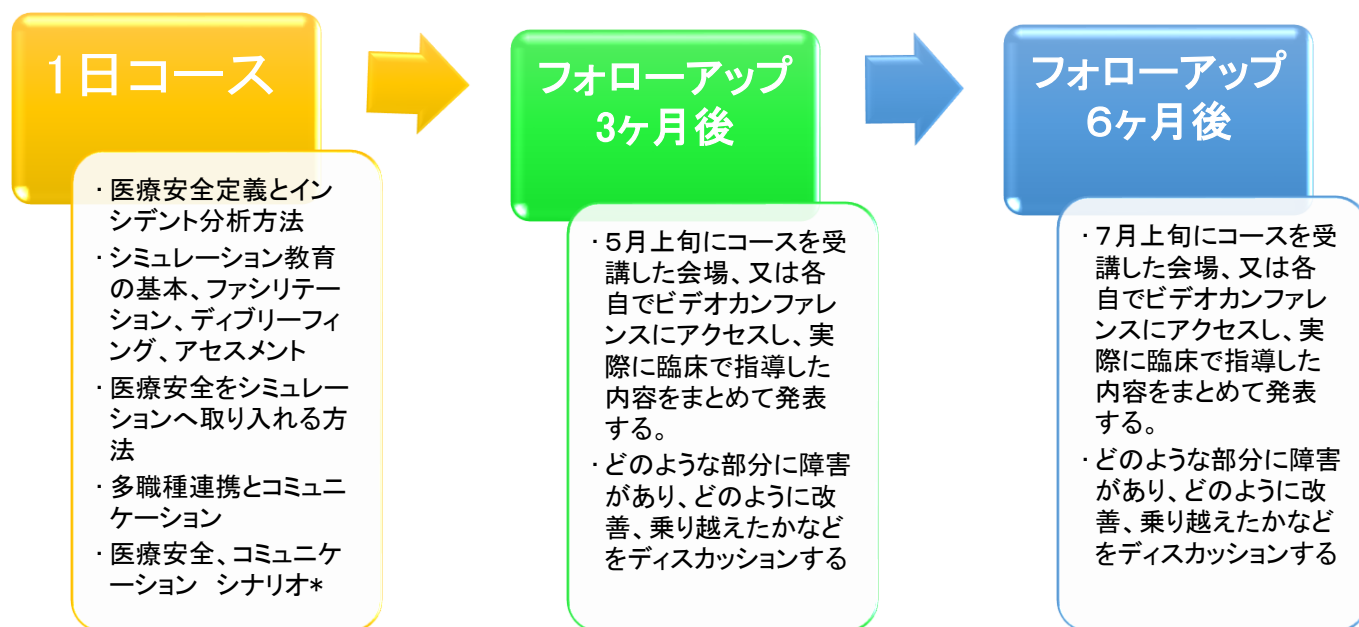 1日コース
・医療安全定義とイン
シデント分析方法
・シミュレーション教育
の基本、ファシリテー
ション、ディブリーフィ
ング、アセスメント
・医療安全をシミュレー
ションへ取り入れる方
法
・多職種連携とコミュニ
ケーション
・医療安全、コミュニケ
ーション　シナリオ*
フォローアップ
3ヶ月後
・５月上旬にコースを受
講した会場、又は各
自でビデオカンファレ
ンスにアクセスし、実
際に臨床で指導した
内容をまとめて発表
する。
・どのような部分に障害
があり、どのように改
善、乗り越えたかなど
をディスカッションする
フォローアップ
６ヶ月後
・７月上旬にコースを受
講した会場、又は各
自でビデオカンファレ
ンスにアクセスし、実
際に臨床で指導した
内容をまとめて発表
する。
・どのような部分に障害
があり、どのように改
善、乗り越えたかなど
をディスカッションする